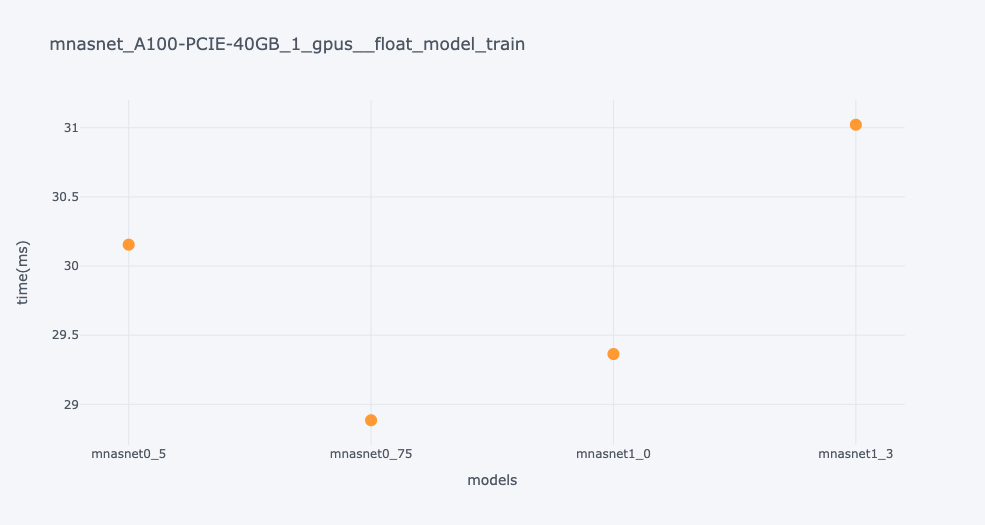 mnasnet_A100-PCIE-40GB_1_gpus__float_model_train
time(ms)
31
30.5
30
29.5
29
mnasnet0_5 mnasnet0_75 mnasnet1_0 mnasnet1_3
models